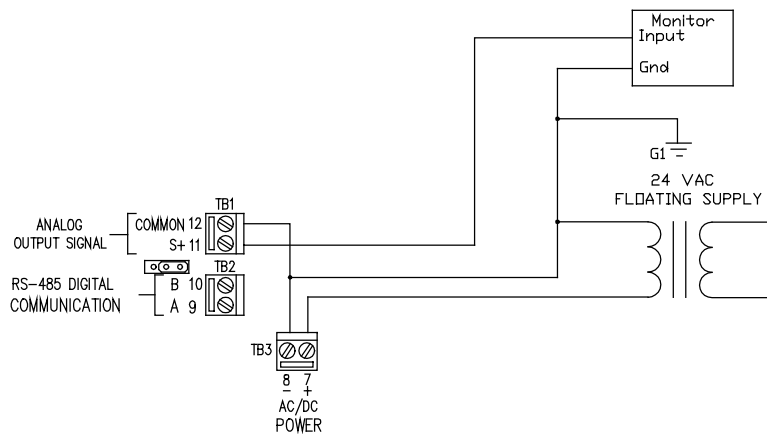 Monitor
Input
Gnd
G1
24 VAC
FLOATING SUPPLY
TB1
ANALOG
OUTPUT SIGNAL
COMMON 12
S+ 11
TB2
RS-485 DIGITAL
COMMUNICATION
B 10
A 9
TB3
8 7
- +
AC/DC
POWER